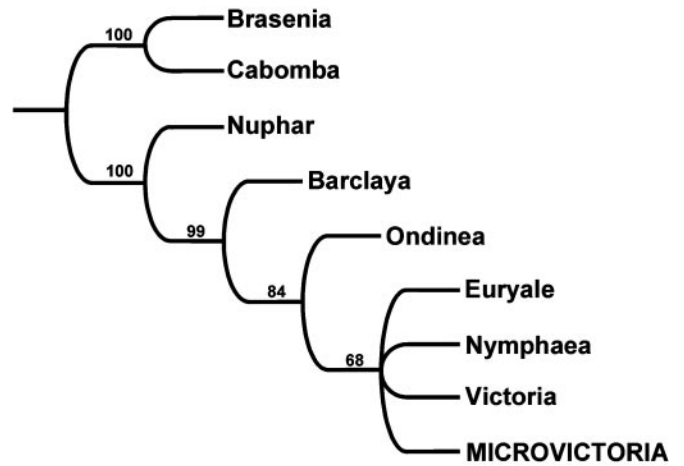 100
Brasenia
Cabomba
Nuphar
100
Barclaya
99
Ondinea
84
Euryale
Nymphaea
68
Victoria
MICROVICTORIA